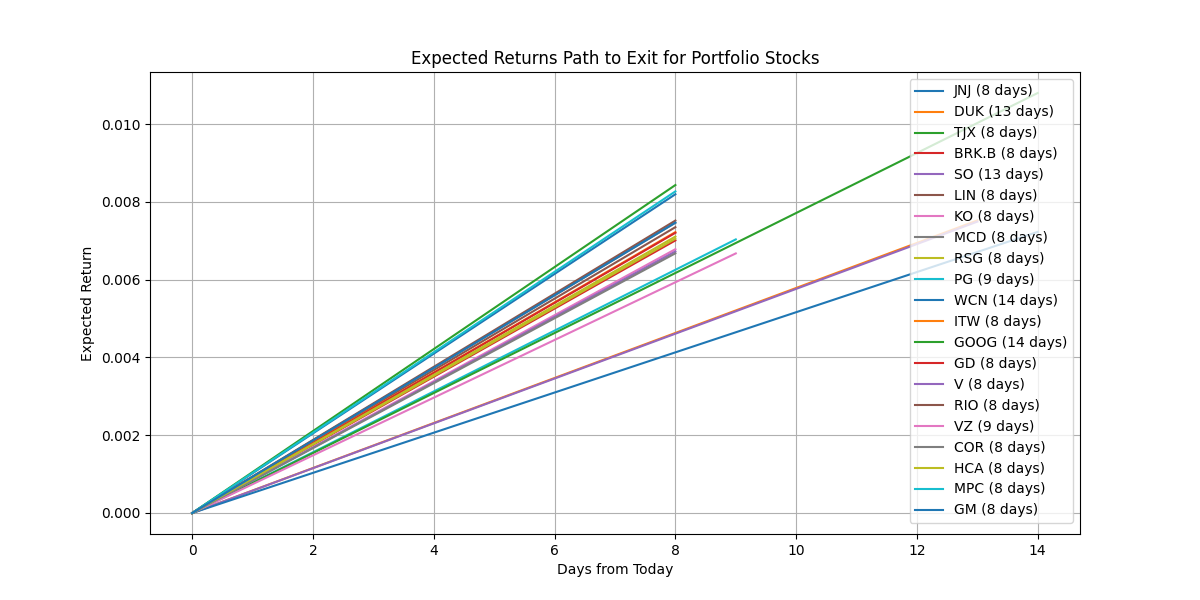 Expected Returns Path to Exit for Portfolio Stocks
Expected Return
0.010
0.008
0.006
0.004
0.002
0.000
JNJ (8 days)
DUK (13 days)
TJX (8 days)
BRK.B (8 days)
SO (13 days)
LIN (8 days)
KO (8 days)
MCD (8 days)
RSG (8 days)
PG (9 days)
WCN (14 days)
ITW (8 days)
GOOG (14 days)
GD (8 days)
V (8 days)
RIO (8 days)
VZ (9 days)
COR (8 days)
HCA (8 days)
MPC (8 days)
GM (8 days)
0 2 4 6 8 10 12 14
Days from Today